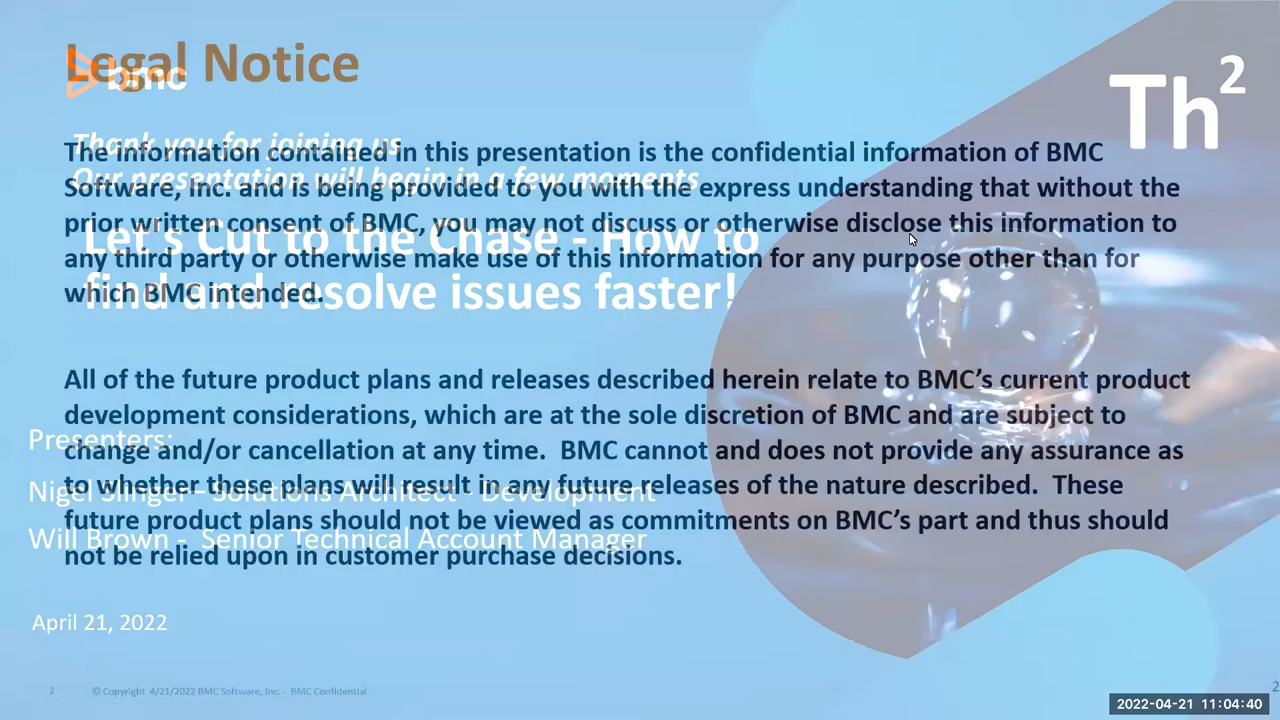 Legal Notice
bmc
Th2
Thank you for joining us
Our presentation will begin in a few moments
The information contained in this presentation is the confidential information of BMC
Software, Inc. and is being provided to you with the express understanding that without the
prior written consent of BMC, you may not discuss or otherwise disclose this information to
any third party or otherwise make use of this information for any purpose other than for
which BMC intended.
Let's Cut to the Chase - How to
find and resolve issues faster!
All of the future product plans and releases described herein relate to BMC’s current product
development considerations, which are at the sole discretion of BMC and are subject to
change and/or cancellation at any time.  BMC cannot and does not provide any assurance as
to whether these plans will result in any future releases of the nature described.  These
future product plans should not be viewed as commitments on BMC’s part and thus should
not be relied upon in customer purchase decisions.
Presenters:
Nigel Slinger – Solutions Architect - Development
Will Brown -  Senior Technical Account Manager
April 21, 2022
2
© Copyright 4/21/2022 BMC Software, Inc. - BMC Confidential
2
2022-04-21 11:04:40